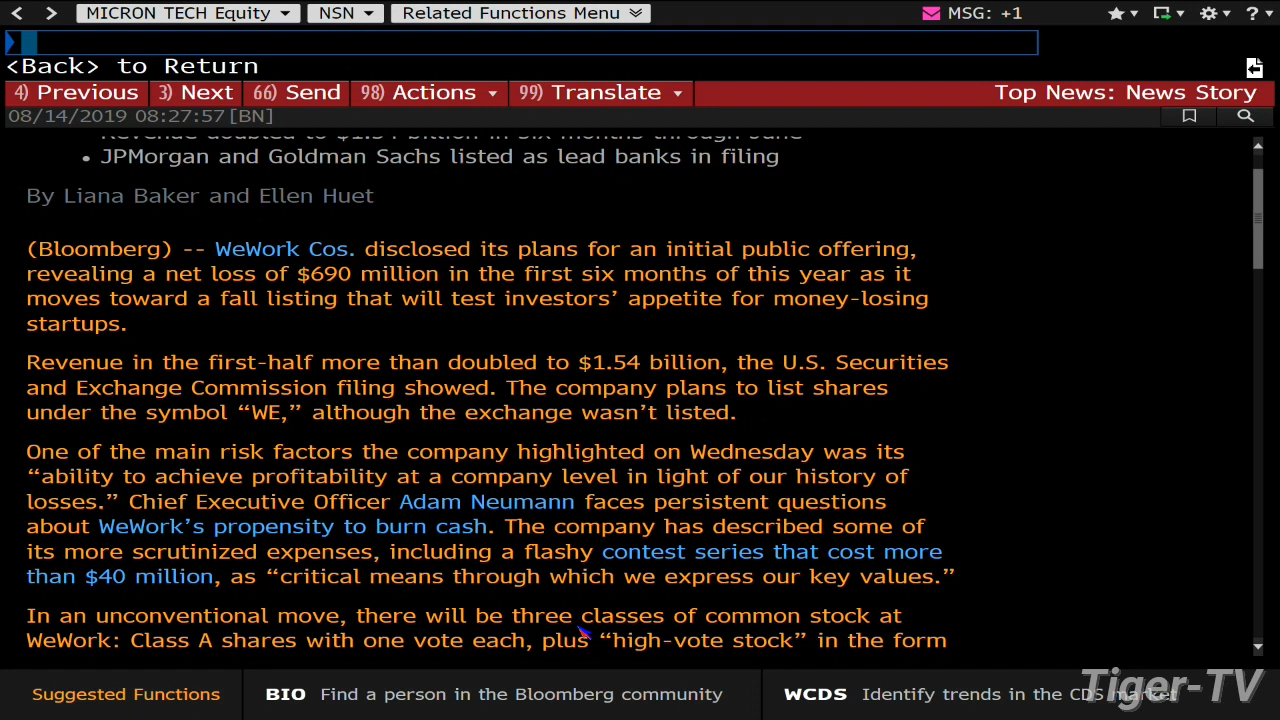 MICRON TECH Equity NSN Related Functions Menu MSG: +1 ?
<Back> to Return
4) Previous 3) Next 66) Send 98) Actions 99) Translate Top News: News Story
08/14/2019 08:27:57[BN]
Revenue doubled to $1.54 billion in six months through June
• JPMorgan and Goldman Sachs listed as lead banks in filing
By Liana Baker and Ellen Huet
(Bloomberg) -- WeWork Cos. disclosed its plans for an initial public offering,
revealing a net loss of $690 million in the first six months of this year as it
moves toward a fall listing that will test investors’ appetite for money-losing
startups.
Revenue in the first-half more than doubled to $1.54 billion, the U.S. Securities
and Exchange Commission filing showed. The company plans to list shares
under the symbol “WE,” although the exchange wasn’t listed.
One of the main risk factors the company highlighted on Wednesday was its
“ability to achieve profitability at a company level in light of our history of
losses.” Chief Executive Officer Adam Neumann faces persistent questions
about WeWork’s propensity to burn cash. The company has described some of
its more scrutinized expenses, including a flashy contest series that cost more
than $40 million, as “critical means through which we express our key values.”
In an unconventional move, there will be three classes of common stock at
WeWork: Class A shares with one vote each, plus “high-vote stock” in the form
Suggested Functions BIO Find a person in the Bloomberg community WCDS Identify trends in the CDS market
Tiger-TV